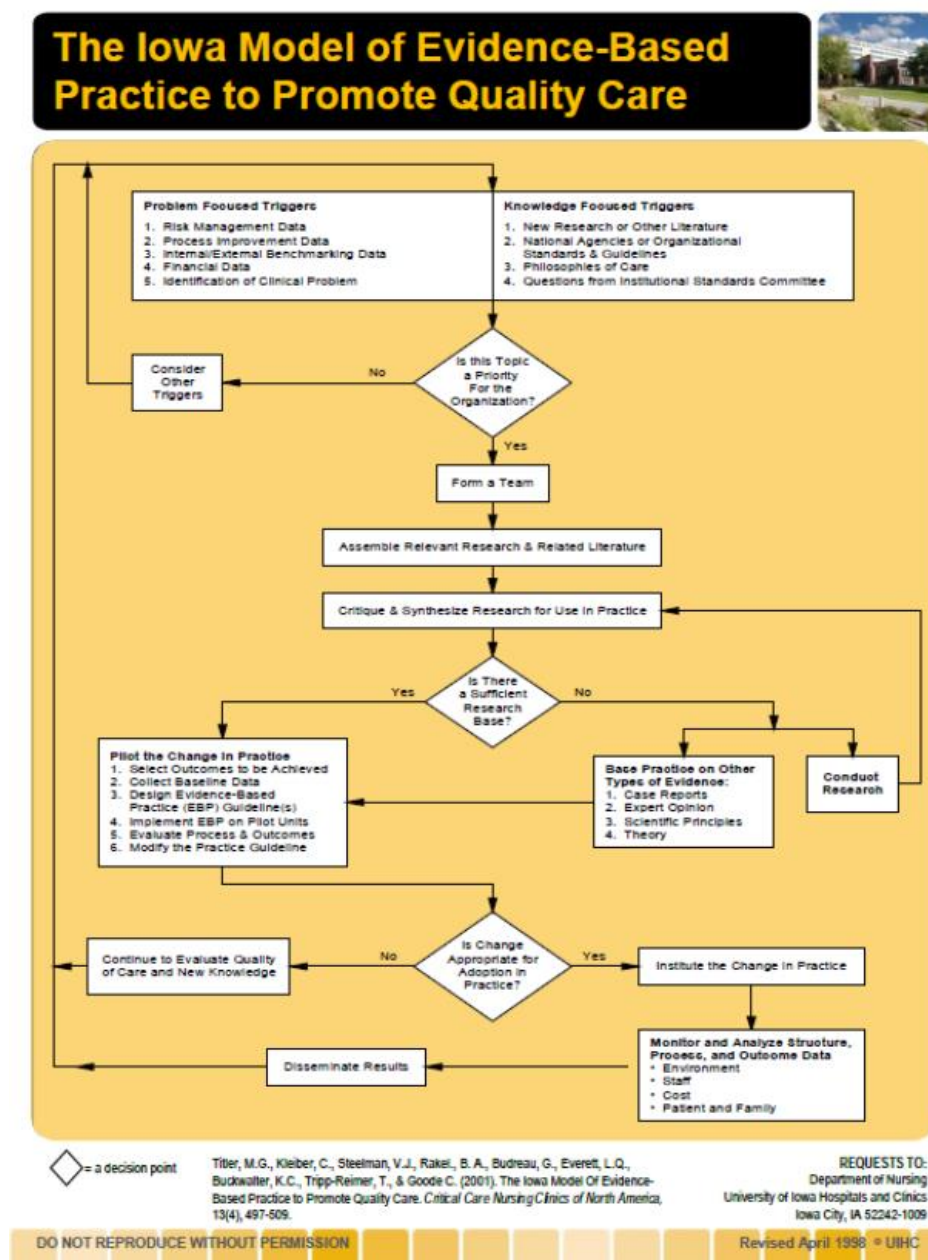 The Iowa Model of Evidence-Based
Practice to Promote Quality Care
Problem Focused Triggers
1. Risk Management Data
2. Process Improvement Data
3. Internal/External Benchmarking Data
4. Financial Data
5. Identification of Clinical Problem
Knowledge Focused Triggers
1. New Research or Other Literature
2. National Agencies or Organizational
Standards & Guidelines
3. Philosophies of Care
4. Questions from Institutional Standards Committee
Consider
Other
Triggers
No
Is this Topic
a Priority
For the
Organization?
Yes
Form a Team
Assemble Relevant Research & Related Literature
Critique & Synthesize Research for Use in Practice
Yes
Is There
a Sufficient
Research
Base?
No
Pilot the Change in Practice
1. Select Outcomes to be Achieved
2. Collect Baseline Data
3. Design Evidence-Based
Practice (EBP) Guideline(s)
4. Implement EBP on Pilot Units
5. Evaluate Process & Outcomes
6. Modify the Practice Guideline
Base Practice on Other
Types of Evidence:
1. Case Reports
2. Expert Opinion
3. Scientific Principles
4. Theory
Conduct
Research
Continue to Evaluate Quality
of Care and New Knowledge
No
Is Change
Appropriate for
Adoption in
Practice?
Yes
Institute the Change in Practice
Disseminate Results
Monitor and Analyze Structure,
Process, and Outcome Data
• Environment
• Staff
• Cost
• Patient and Family
= a decision point
Titler, M.G., Kleiber, C., Steelman, V.J., Rakel., B. A., Budreau, G., Everett, L.Q.,
Buckwalter, K.C., Tripp-Reimer, T., & Goode C. (2001). The Iowa Model Of Evidence-
Based Practice to Promote Quality Care. Critical Care Nursing Clinics of North America,
13(4), 497-509.
REQUESTS TO:
Department of Nursing
University of Iowa Hospitals and Clinics
Iowa City, IA 52242-1009
DO NOT REPRODUCE WITHOUT PERMISSION
Revised April 1998 © UIHC